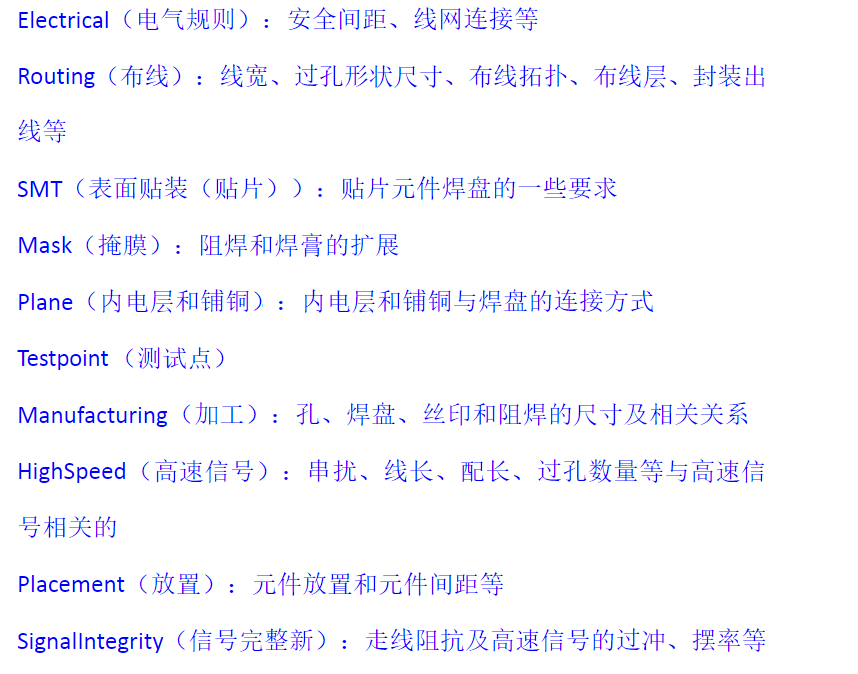 Electrical（电气规则）：安全间距、线网连接等
Routing（布线）：线宽、过孔形状尺寸、布线拓扑、布线层、封装出
线等
SMT（表面贴装（贴片））：贴片元件焊盘的一些要求
Mask（掩膜）：阻焊和焊膏的扩展
Plane（内电层和铺铜）：内电层和铺铜与焊盘的连接方式
Testpoint（测试点）
Manufacturing（加工）：孔、焊盘、丝印和阻焊的尺寸及相关关系
HighSpeed（高速信号）：串扰、线长、配长、过孔数量等与高速信
号相关的
Placement（放置）：元件放置和元件间距等
SignalIntegrity（信号完整新）：走线阻抗及高速信号的过冲、摆率等